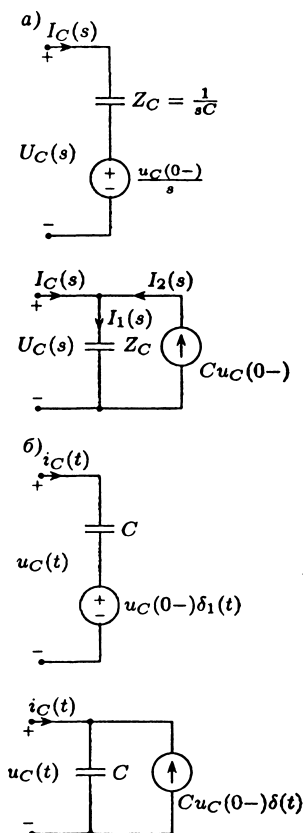 а)
I_C(s)
+
Z_C = 1/sC
U_C(s)
+
−
u_C(0−)/s
−
I_C(s)
I_2(s)
+
I_1(s)
U_C(s)
Z_C
Cu_C(0−)
−
б)
i_C(t)
+
C
u_C(t)
+
−
u_C(0−)δ_1(t)
−
i_C(t)
+
u_C(t)
C
Cu_C(0−)δ(t)
−